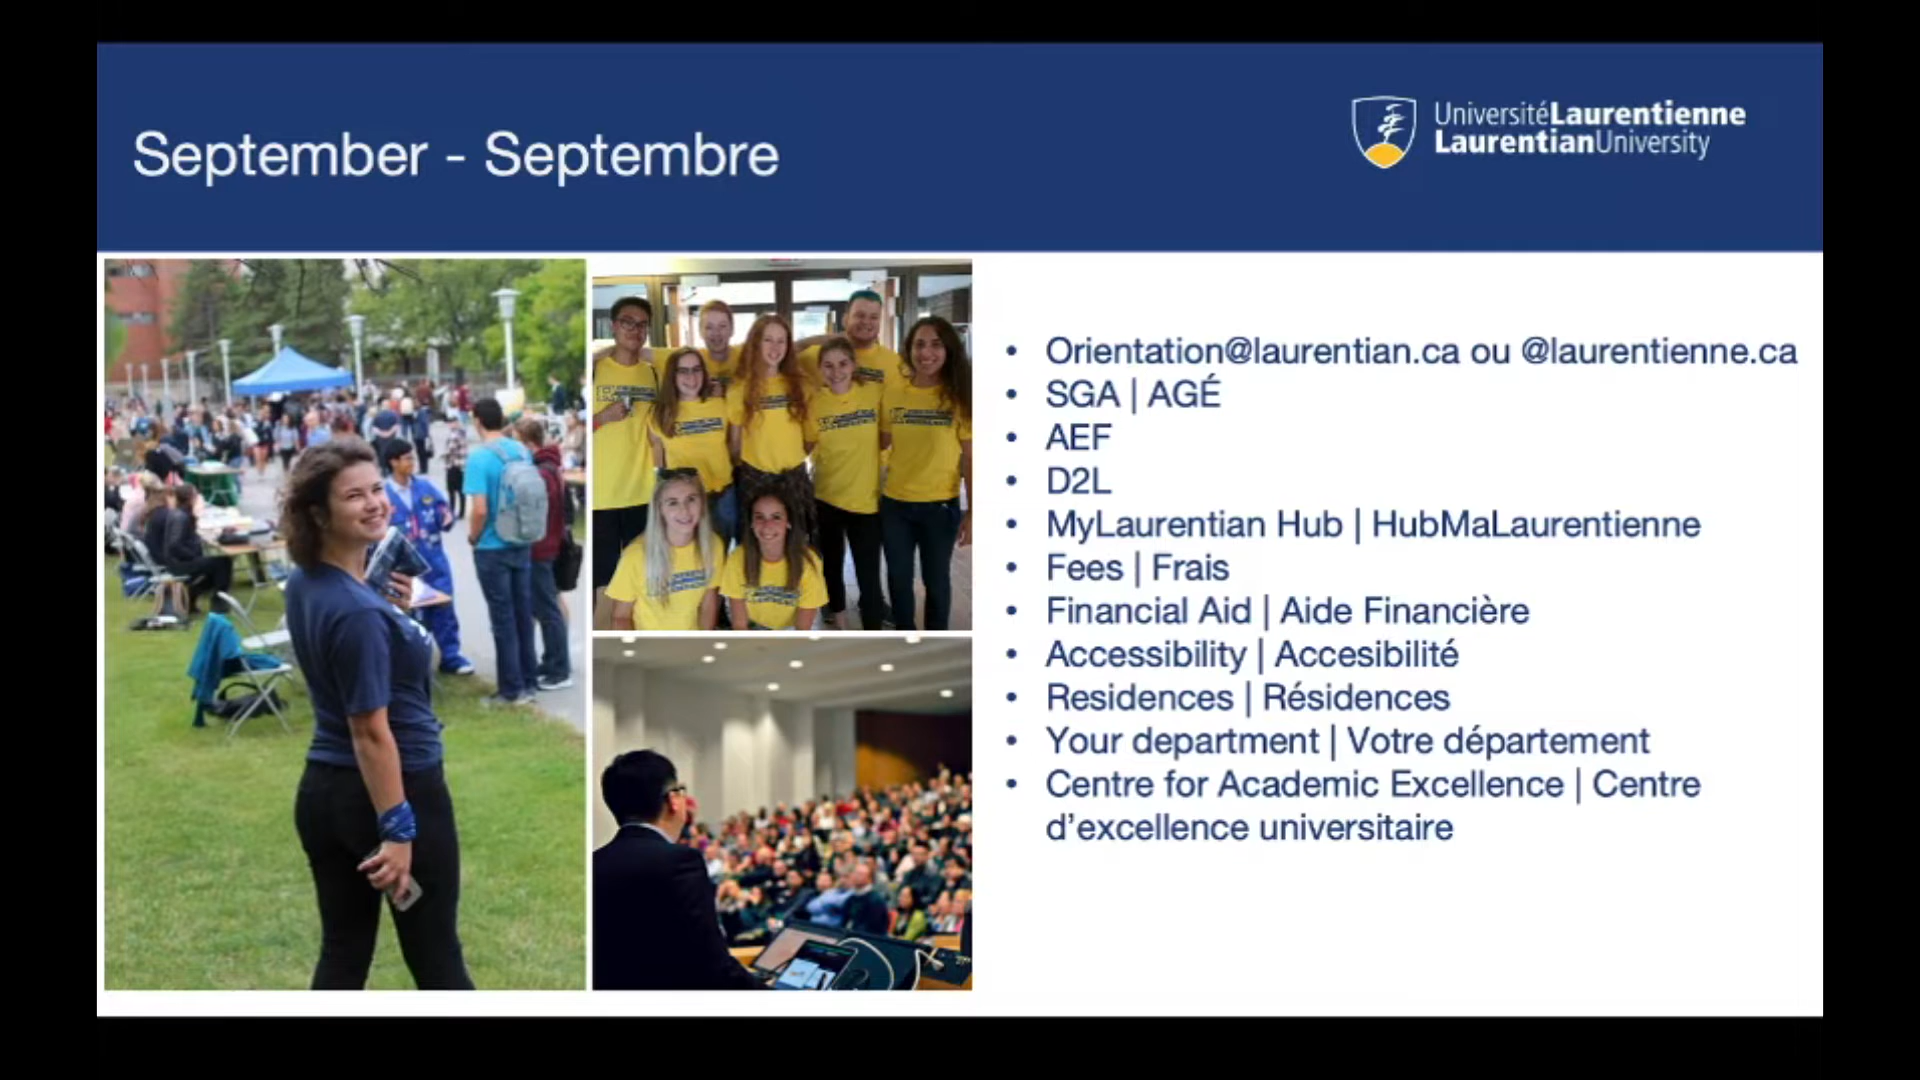 September - Septembre
UniversitéLaurentienne
LaurentianUniversity
• Orientation@laurentian.ca ou @laurentienne.ca
• SGA | AGÉ
• AEF
• D2L
• MyLaurentian Hub | HubMaLaurentienne
• Fees | Frais
• Financial Aid | Aide Financière
• Accessibility | Accesibilité
• Residences | Résidences
• Your department | Votre département
• Centre for Academic Excellence | Centre
d’excellence universitaire